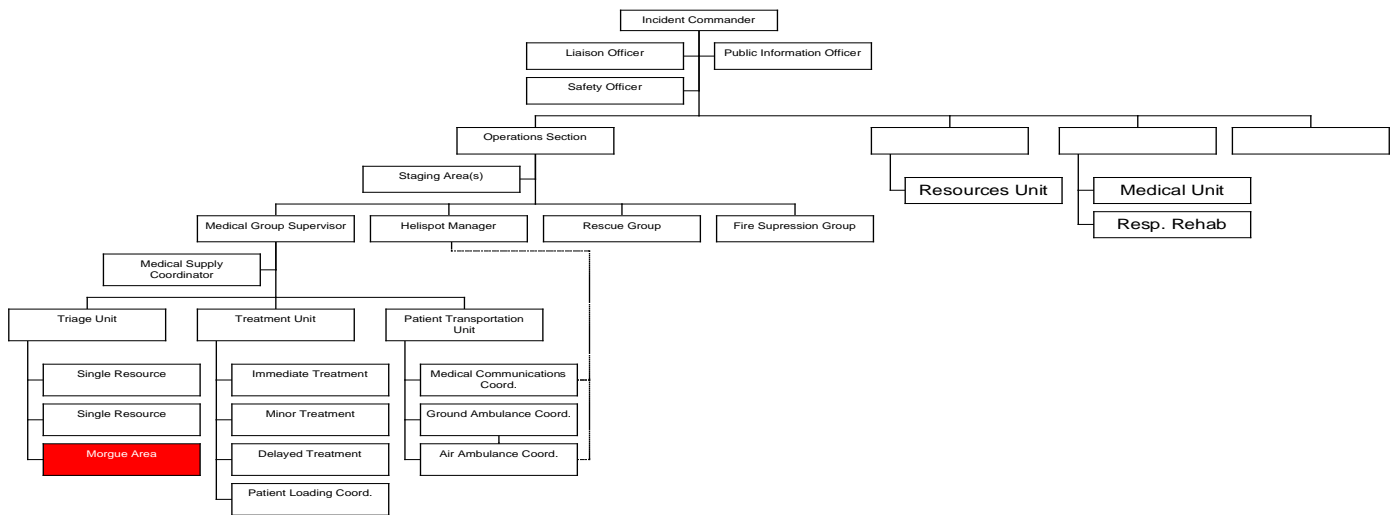 Incident Commander
Liaison Officer
Public Information Officer
Safety Officer
Operations Section
Staging Area(s)
Resources Unit
Medical Unit
Resp. Rehab
Medical Group Supervisor
Helispot Manager
Rescue Group
Fire Supression Group
Medical Supply
Coordinator
Triage Unit
Treatment Unit
Patient Transportation
Unit
Single Resource
Immediate Treatment
Medical Communications
Coord.
Single Resource
Minor Treatment
Ground Ambulance Coord.
Morgue Area
Delayed Treatment
Air Ambulance Coord.
Patient Loading Coord.